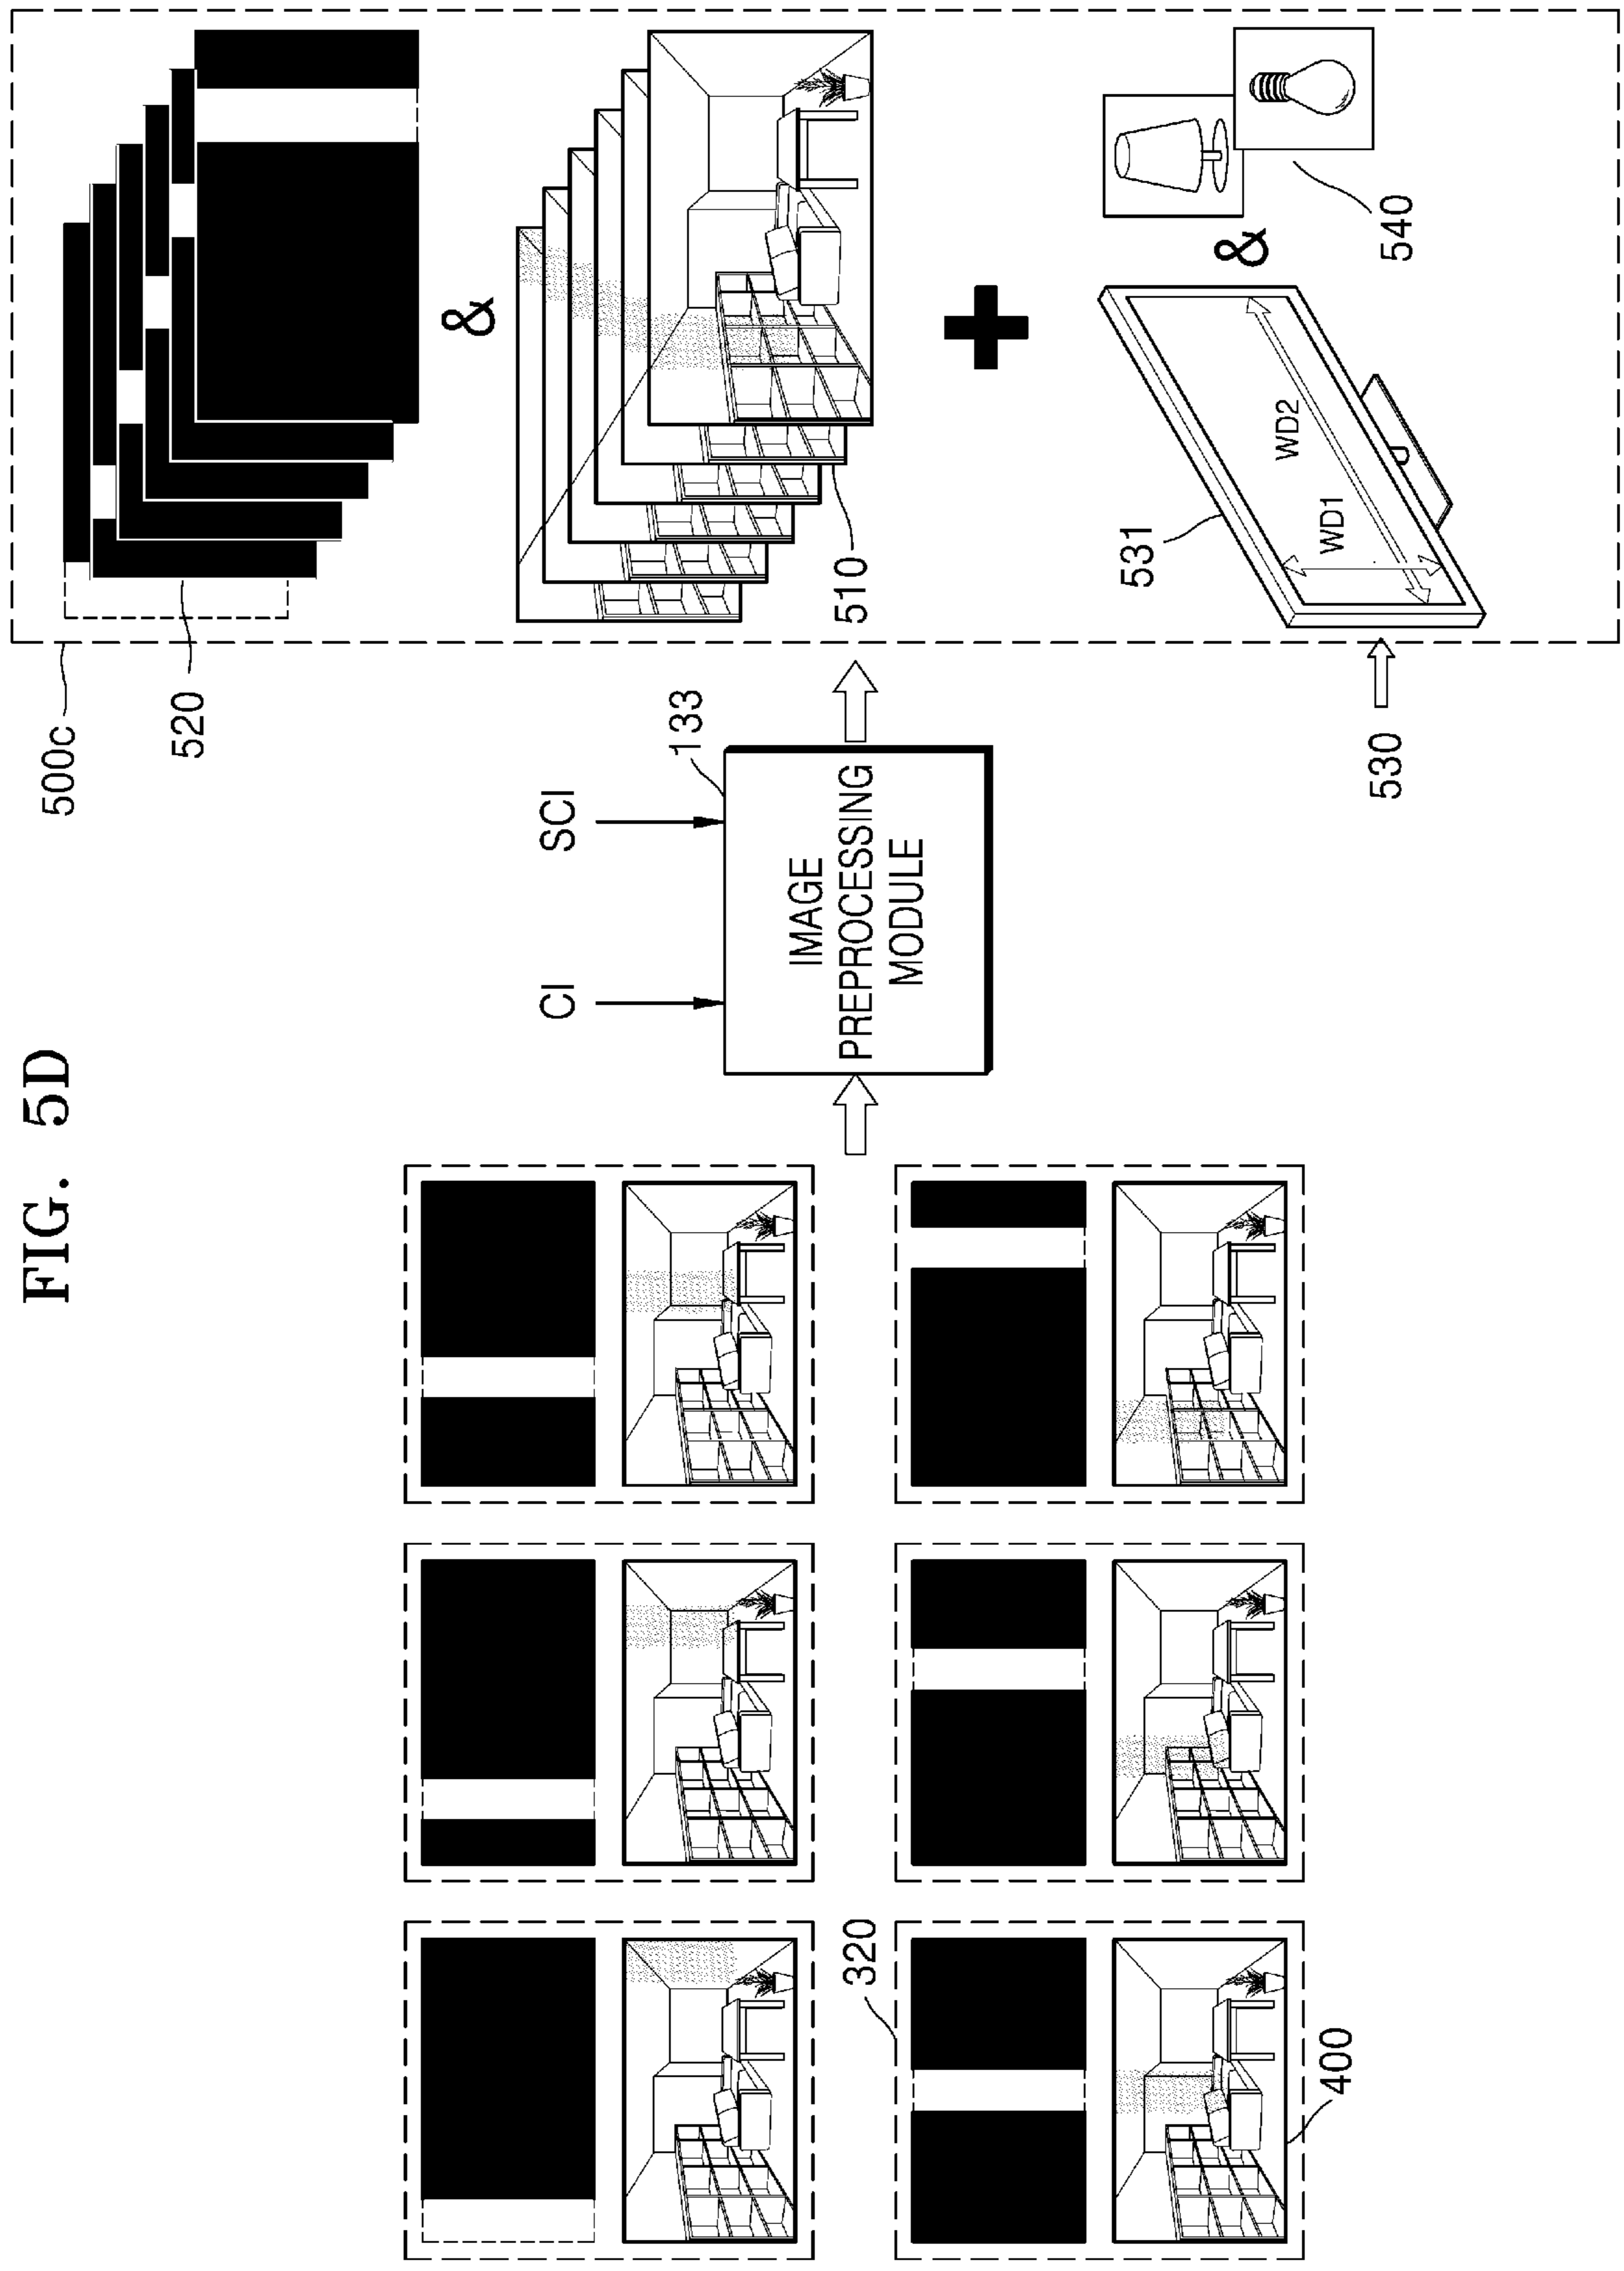 FIG. 5D
320
400
CI
SCI
133
IMAGE
PREPROCESSING
MODULE
500c
520
&
510
530
531
WD1
WD2
&
540